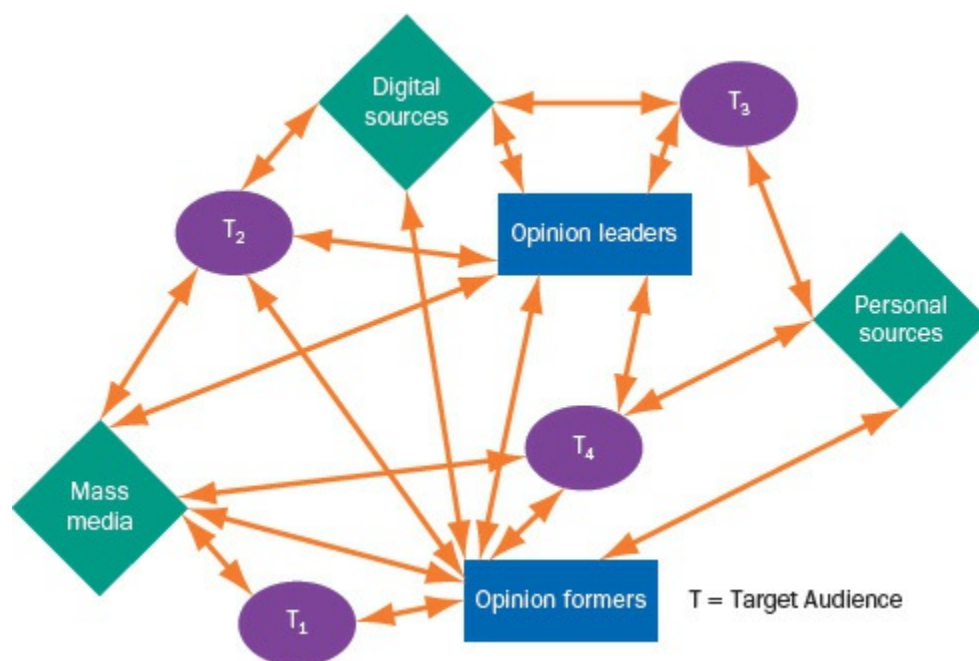 Digital
sources
T₃
T₂
Opinion leaders
Personal
sources
T₄
Mass
media
Opinion formers
T = Target Audience
T₁